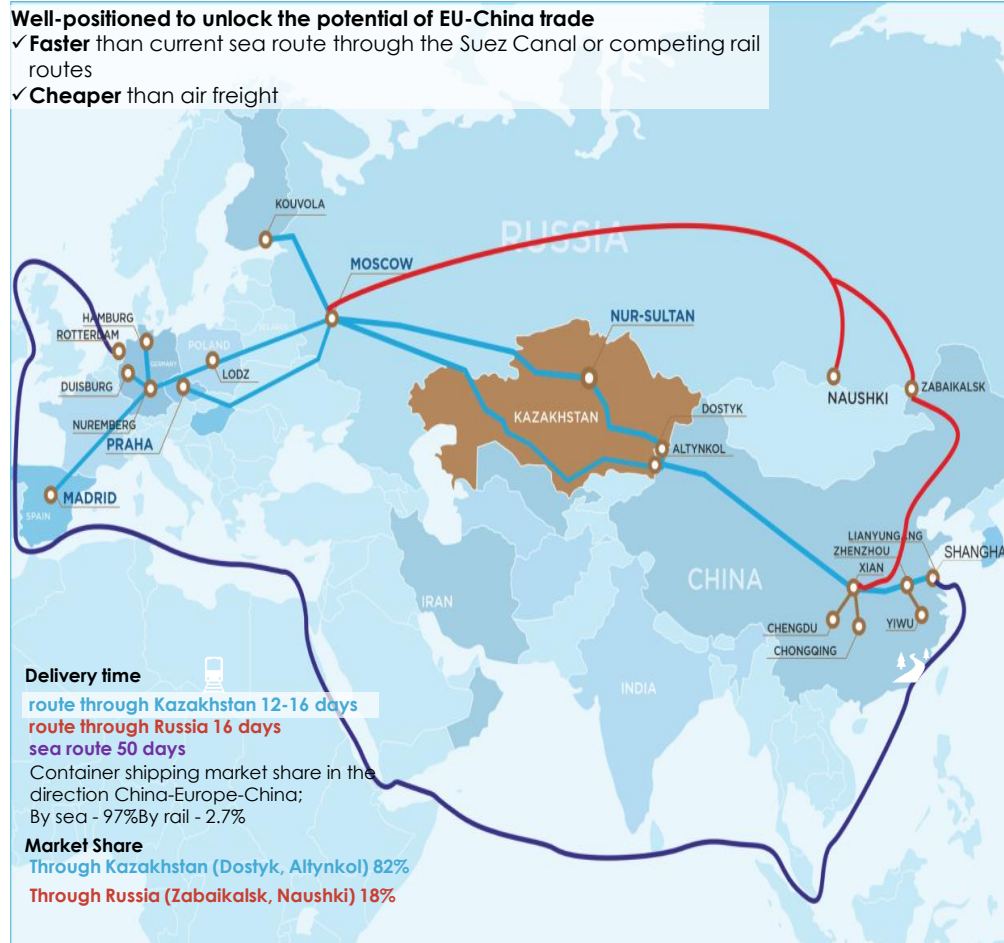 Well-positioned to unlock the potential of EU-China trade
✓Faster than current sea route through the Suez Canal or competing rail
routes
✓Cheaper than air freight
KOUVOLA
RUSSIA
MOSCOW
HAMBURG
ROTTERDAM
POLAND
BELARUS
NUR-SULTAN
GERMANY
LODZ
DUISBURG
NAUSHKI
ZABAIKALSK
KAZAKHSTAN
DOSTYK
NUREMBERG
PRAHA
ALTYNKOL
MADRID
SPAIN
LIANYUNG NG
ZHENZHOU
SHANGHA
XIAN
CHINA
IRAN
CHENGDU
YIWU
CHONGQING
INDIA
Delivery time
route through Kazakhstan 12-16 days
route through Russia 16 days
sea route 50 days
Container shipping market share in the
direction China-Europe-China;
By sea - 97%By rail - 2.7%
Market Share
Through Kazakhstan (Dostyk, Altynkol) 82%
Through Russia (Zabaikalsk, Naushki) 18%